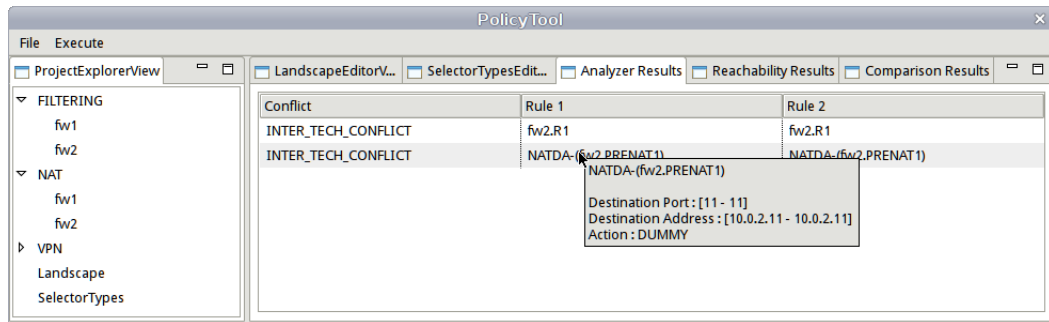 PolicyTool
File Execute
ProjectExplorerView
FILTERING
fw1
fw2
NAT
fw1
fw2
VPN
Landscape
SelectorTypes
LandscapeEditorV... SelectorTypesEdit... Analyzer Results Reachability Results Comparison Results
Conflict Rule 1 Rule 2
INTER_TECH_CONFLICT fw2.R1 fw2.R1
INTER_TECH_CONFLICT NATDA-(fw2.PRENAT1) NATDA-(fw2.PRENAT1)
NATDA-(fw2.PRENAT1)
Destination Port : [11 - 11]
Destination Address : [10.0.2.11 - 10.0.2.11]
Action : DUMMY